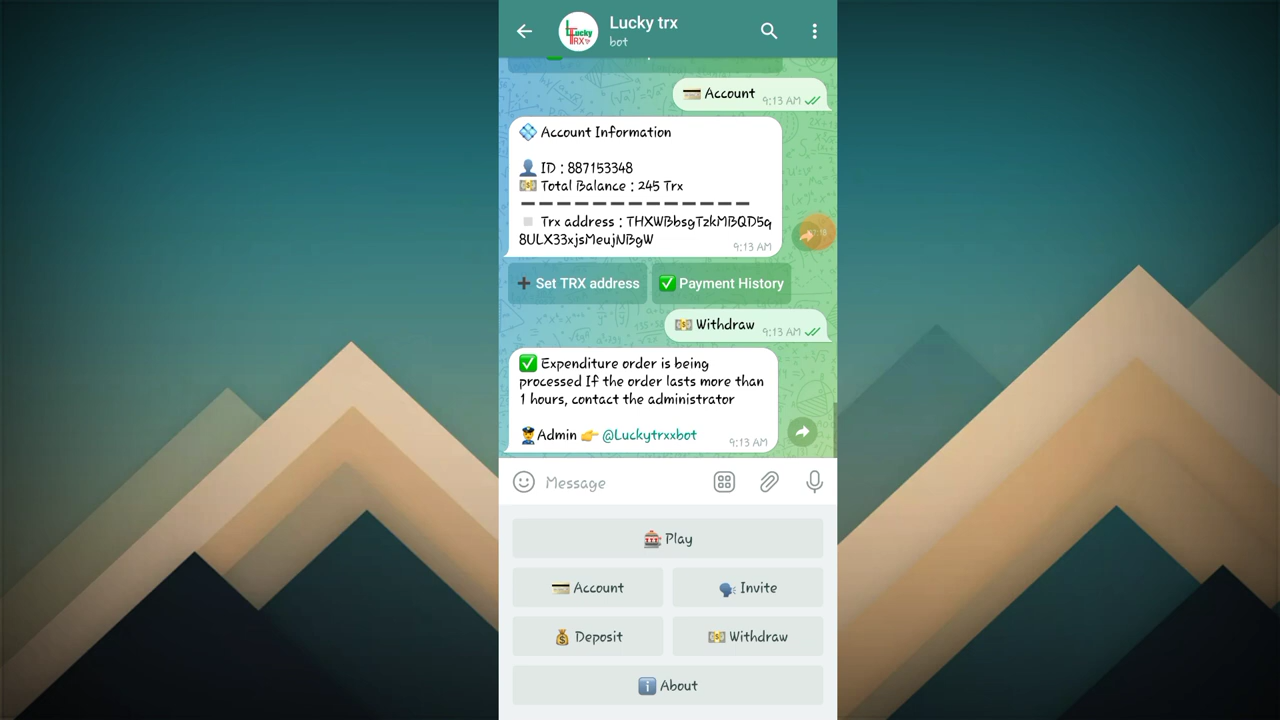 Lucky trx
bot
Lucky
TRX
Account 9:13 AM
Account Information
ID : 887153348
Total Balance : 245 Trx
Trx address : THXWBbsgTzkMBQD5q
8ULX33xjsMeujNBgW 9:13 AM
+ Set TRX address
Payment History
Withdraw 9:13 AM
Expenditure order is being
processed If the order lasts more than
1 hours, contact the administrator
Admin 👉 @Luckytrxxbot 9:13 AM
Message
Play
Account
Invite
Deposit
Withdraw
About